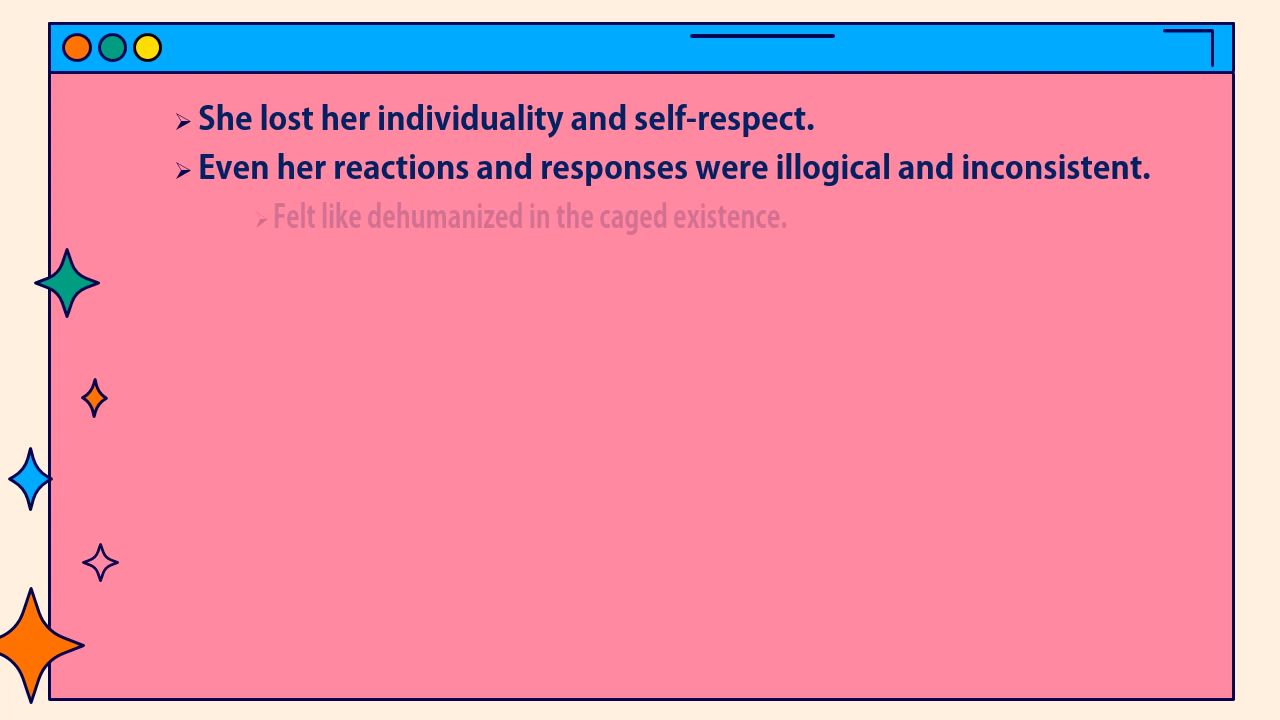 ➢ She lost her individuality and self-respect.
➢ Even her reactions and responses were illogical and inconsistent.
➢ Felt like dehumanized in the caged existence.